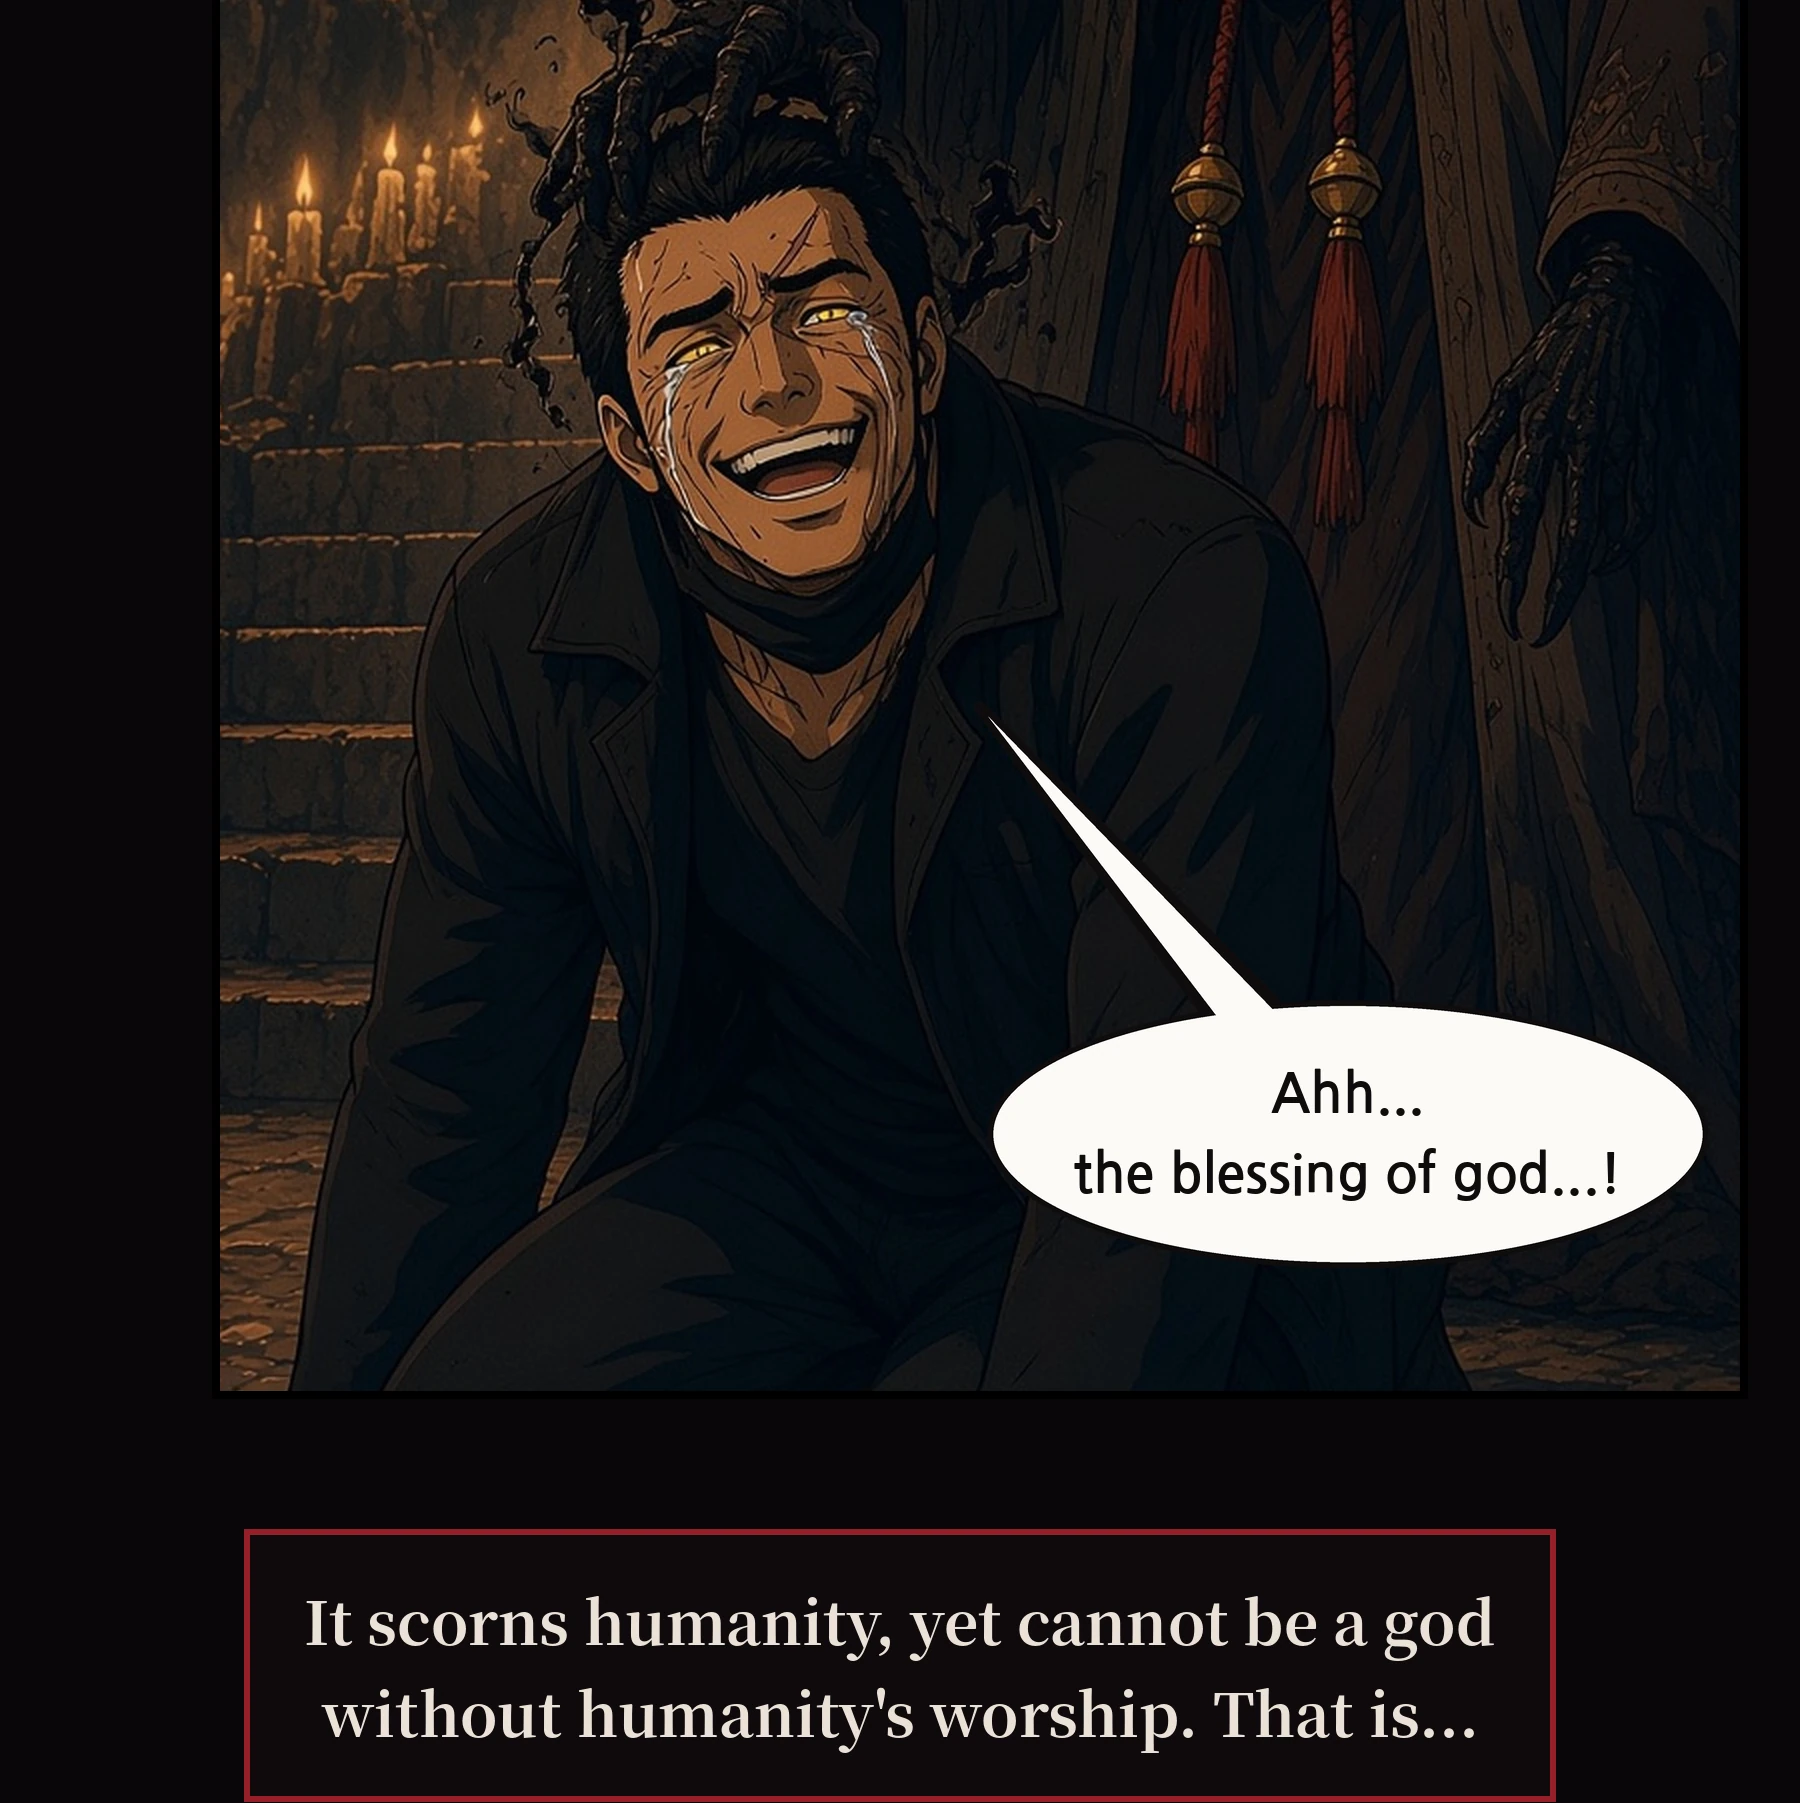 Ahh...
the blessing of god...!
It scorns humanity, yet cannot be a god
without humanity's worship. That is...